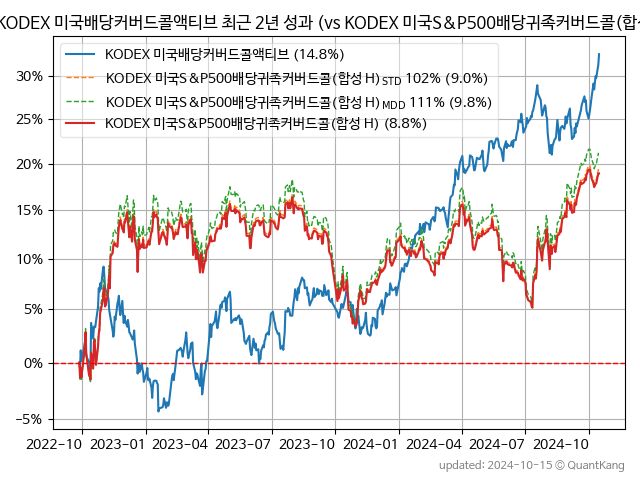 KODEX 미국배당커버드콜액티브 최근 2년 성과 (vs KODEX 미국S&P500배당귀족커버드콜(합성
KODEX 미국배당커버드콜액티브 (14.8%)
KODEX 미국S&P500배당귀족커버드콜(합성 H) STD 102% (9.0%)
KODEX 미국S&P500배당귀족커버드콜(합성 H) MDD 111% (9.8%)
KODEX 미국S&P500배당귀족커버드콜(합성 H) (8.8%)
30%
25%
20%
15%
10%
5%
0%
−5%
2022-10 2023-01 2023-04 2023-07 2023-10 2024-01 2024-04 2024-07 2024-10
updated: 2024-10-15 © QuantKang